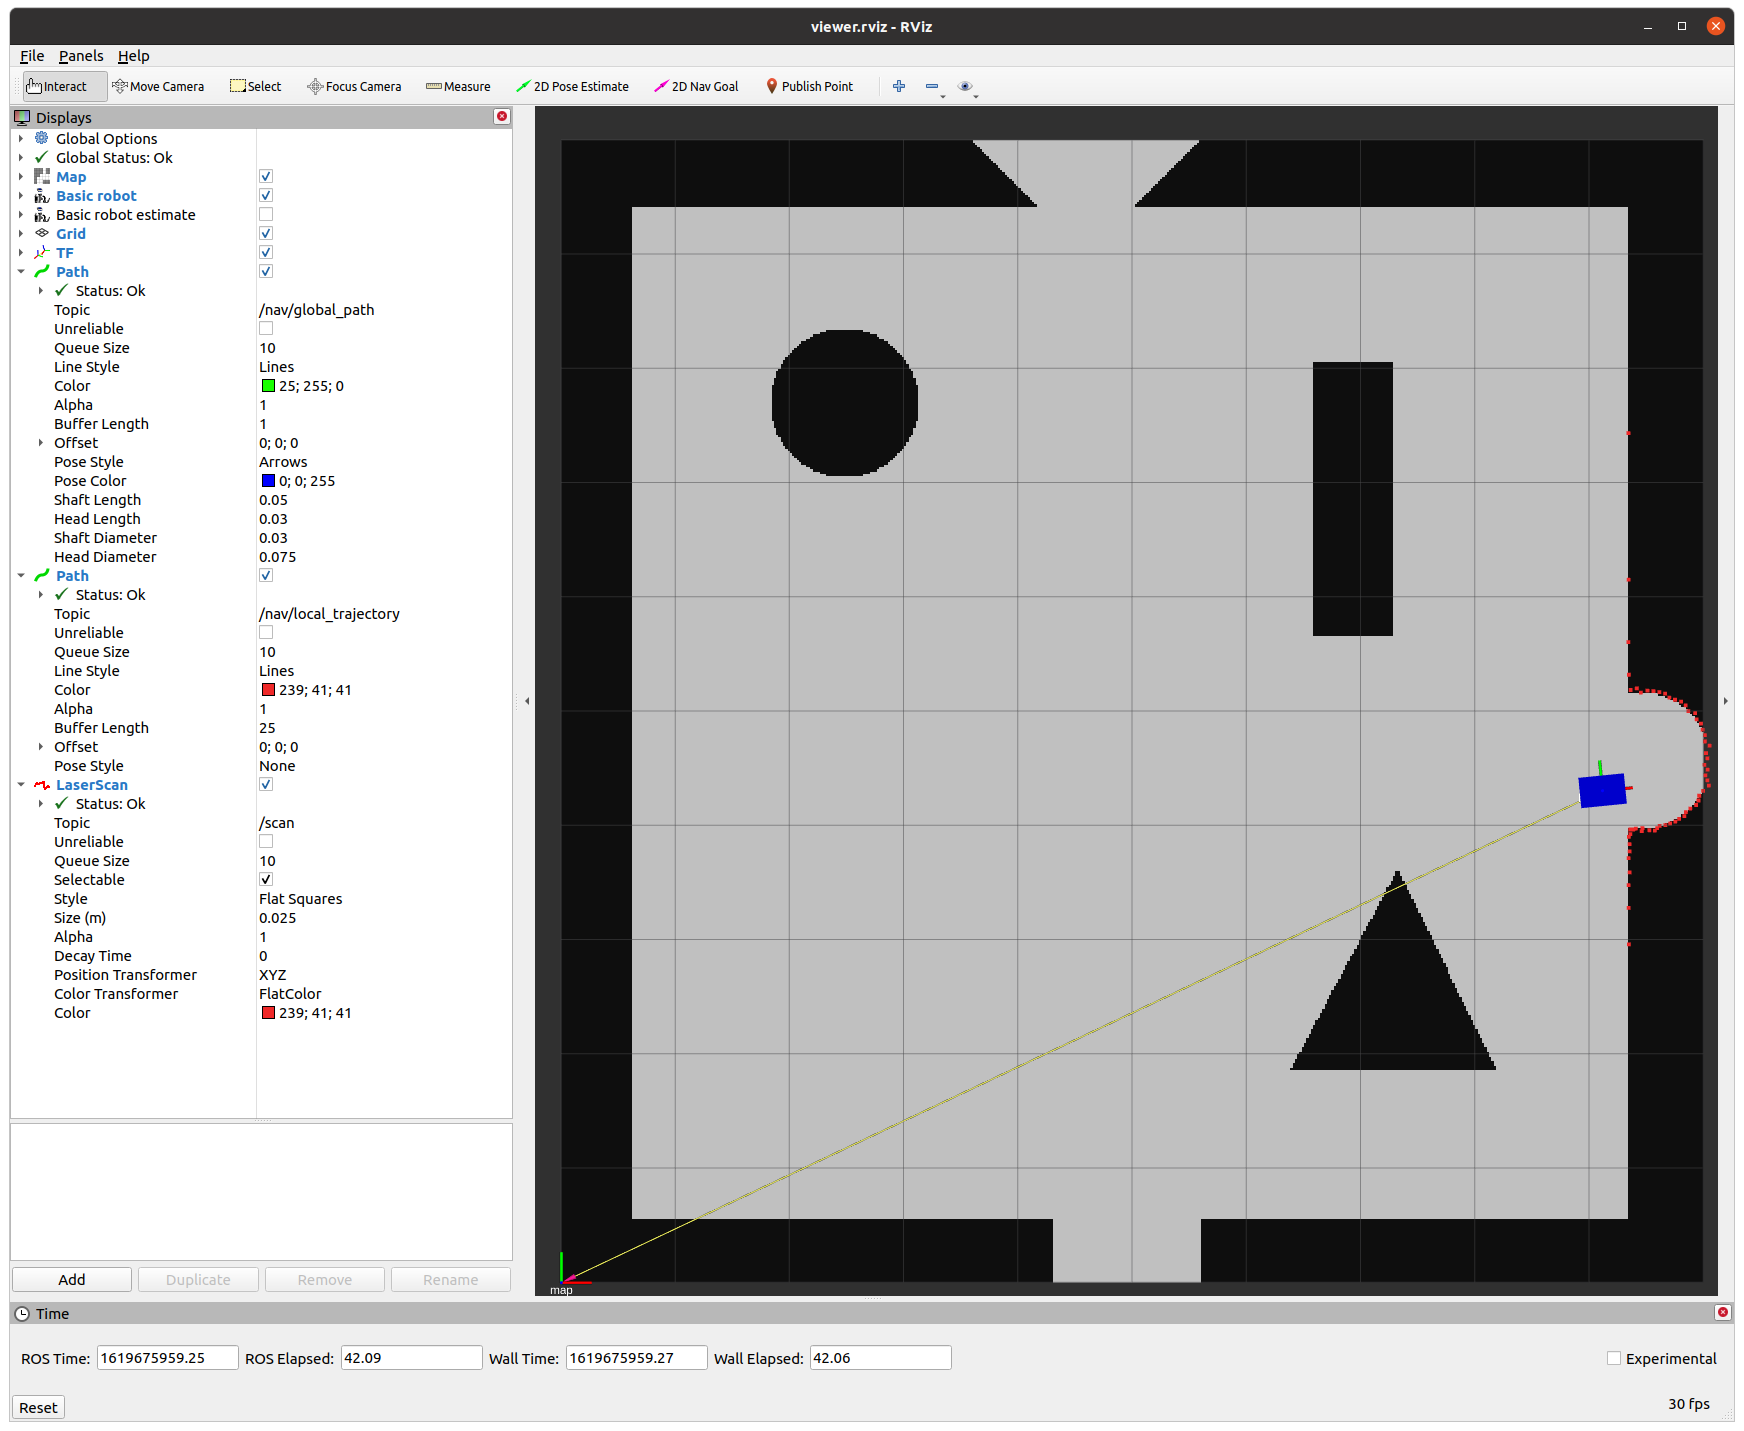 viewer.rviz - RViz
File Panels Help
Interact Move Camera Select Focus Camera Measure 2D Pose Estimate 2D Nav Goal Publish Point
Displays
Global Options
Global Status: Ok
Map
Basic robot
Basic robot estimate
Grid
TF
Path
Status: Ok
Topic /nav/global_path
Unreliable
Queue Size 10
Line Style Lines
Color 25; 255; 0
Alpha 1
Buffer Length 1
Offset 0; 0; 0
Pose Style Arrows
Pose Color 0; 0; 255
Shaft Length 0.05
Head Length 0.03
Shaft Diameter 0.03
Head Diameter 0.075
Path
Status: Ok
Topic /nav/local_trajectory
Unreliable
Queue Size 10
Line Style Lines
Color 239; 41; 41
Alpha 1
Buffer Length 25
Offset 0; 0; 0
Pose Style None
LaserScan
Status: Ok
Topic /scan
Unreliable
Queue Size 10
Selectable
Style Flat Squares
Size (m) 0.025
Alpha 1
Decay Time 0
Position Transformer XYZ
Color Transformer FlatColor
Color 239; 41; 41
Add Duplicate Remove Rename
map
Time
ROS Time: 1619675959.25 ROS Elapsed: 42.09 Wall Time: 1619675959.27 Wall Elapsed: 42.06 Experimental
Reset 30 fps